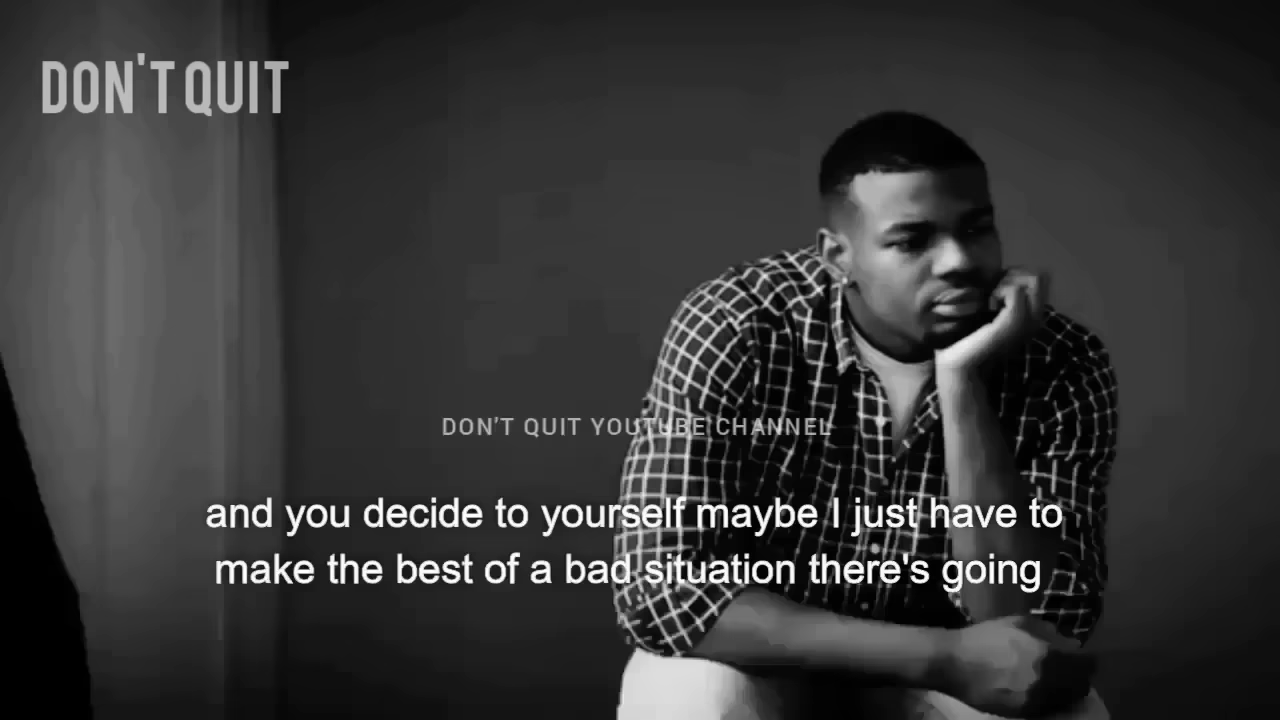 DON'T QUIT
DON'T QUIT YOUTUBE CHANNEL
and you decide to yourself maybe I just have to
make the best of a bad situation there's going